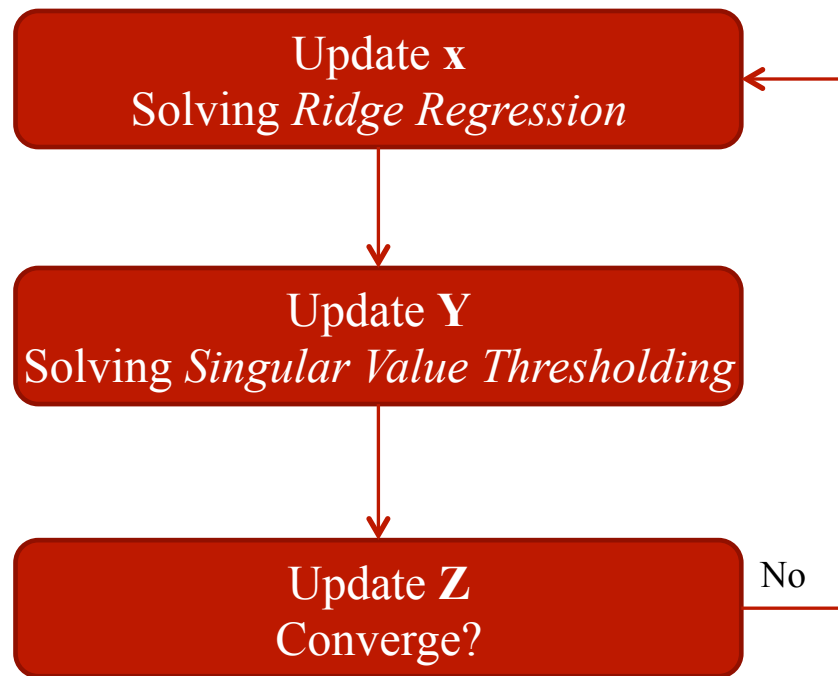 Update x
Solving Ridge Regression
Update Y
Solving Singular Value Thresholding
Update Z
Converge?
No